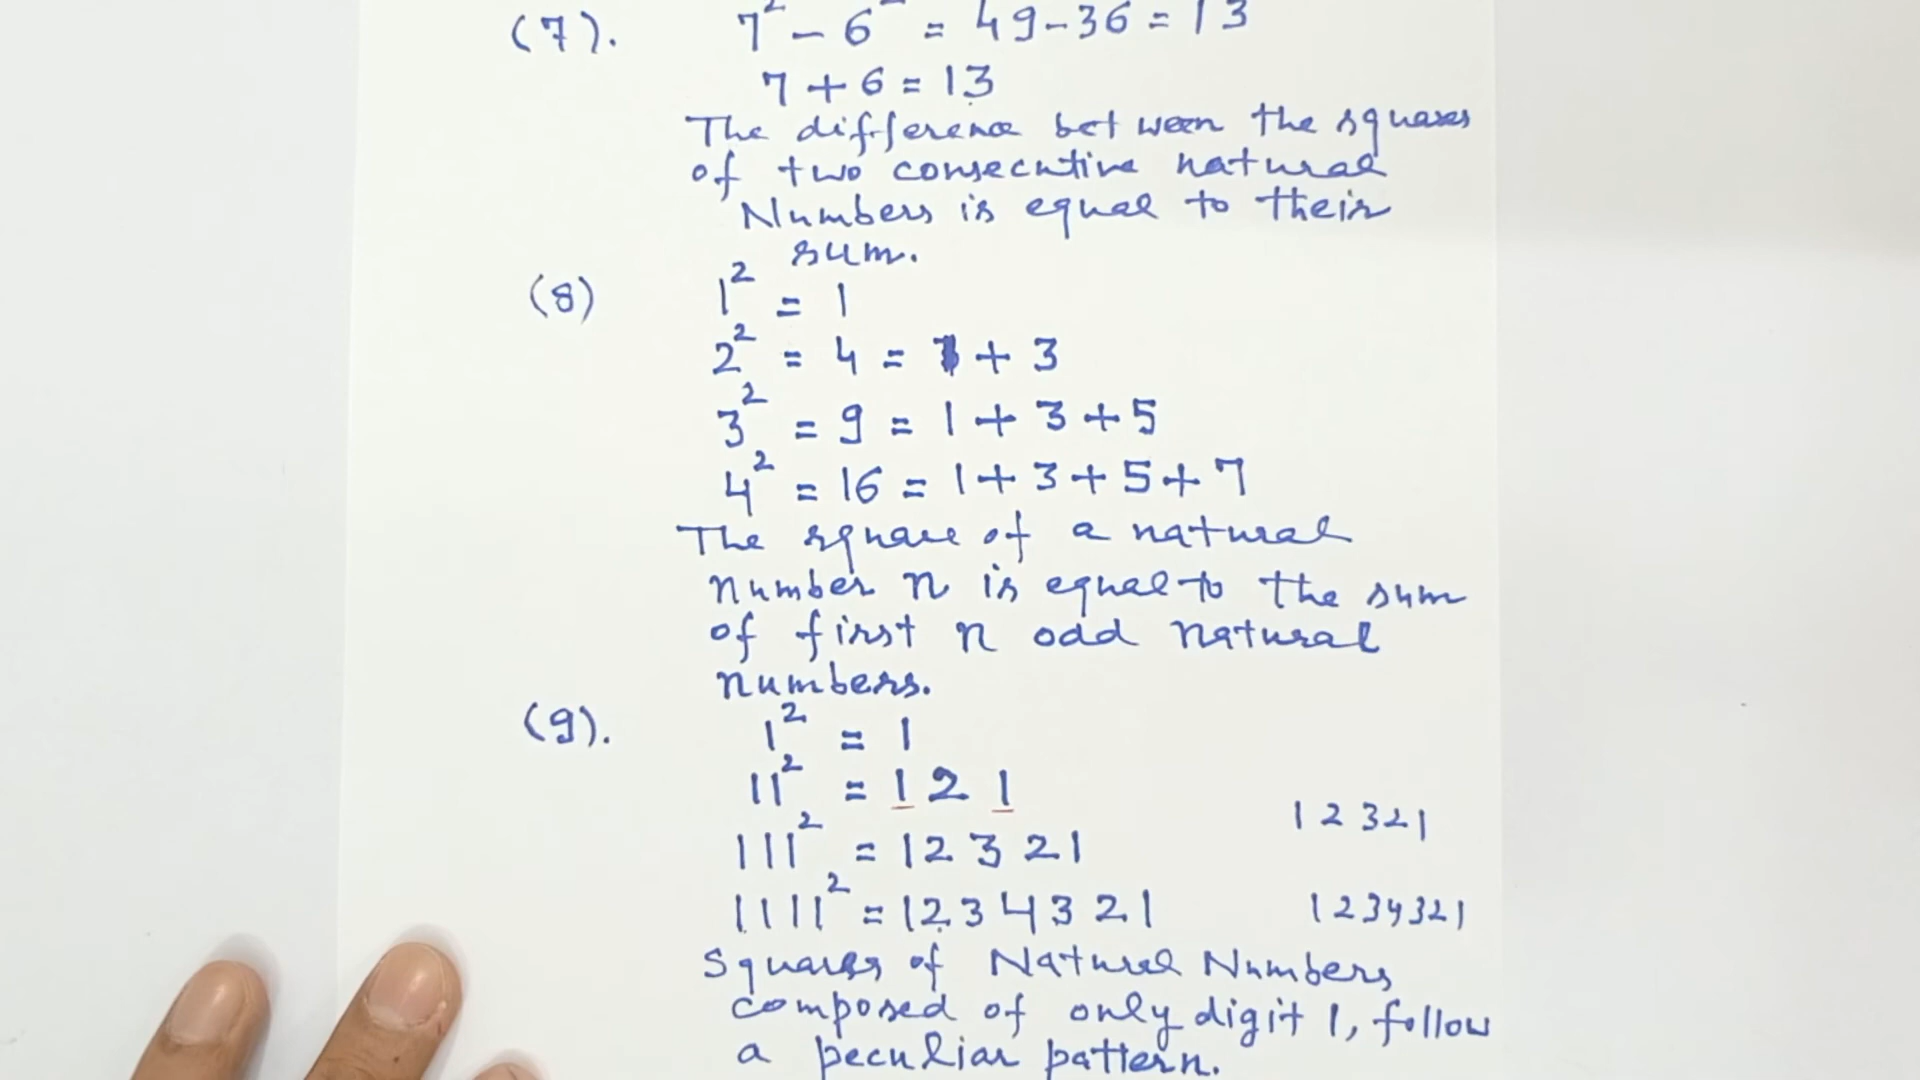 (7). 7² - 6² = 49-36 = 13
7 + 6 = 13
The difference between the squares
of two consecutive natural
Numbers is equal to their
sum.
(8) 1² = 1
2² = 4 = 1 + 3
3² = 9 = 1 + 3 + 5
4² = 16 = 1 + 3 + 5 + 7
The square of a natural
number n is equal to the sum
of first n odd natural
numbers.
(9). 1² = 1
11² = 121
111² = 12321 12321
1111² = 1234321 1234321
Squares of Natural Numbers
composed of only digit 1, follow
a peculiar pattern.